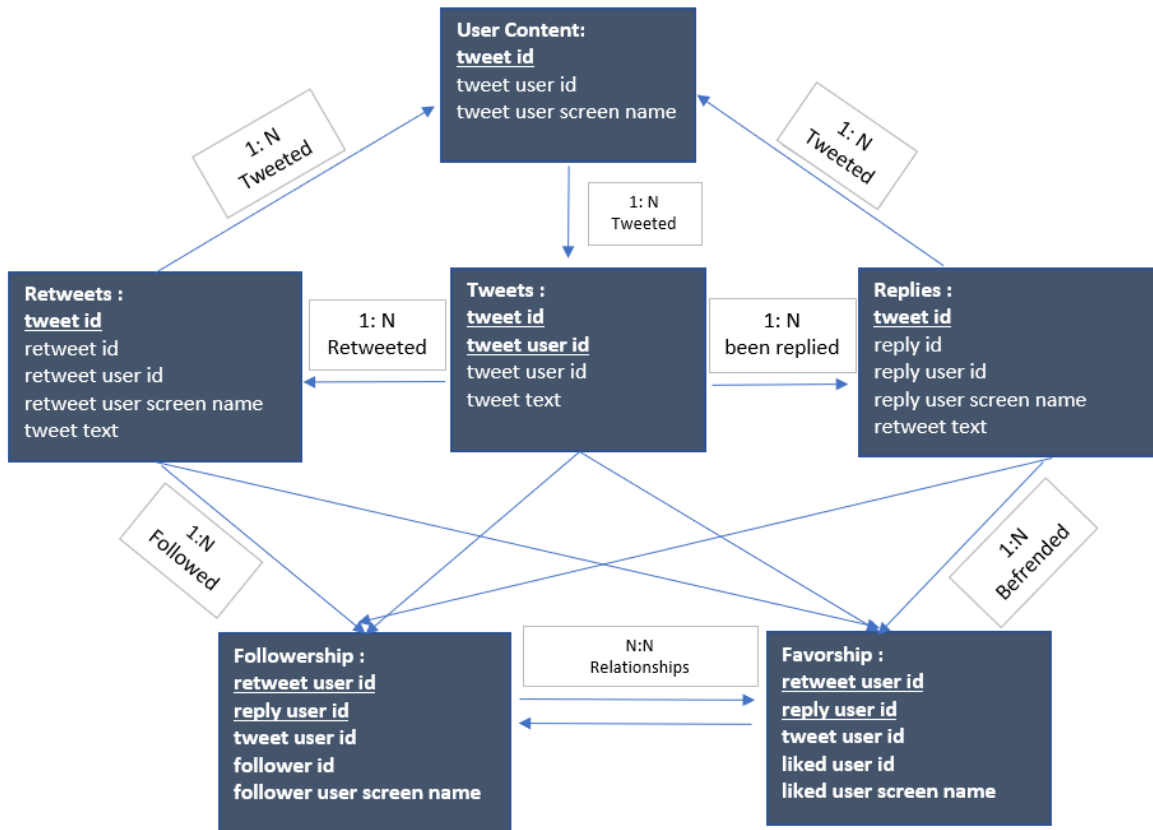 User Content:
tweet id
tweet user id
tweet user screen name
1: N
Tweeted
1: N
Tweeted
1: N
Tweeted
Retweets :
tweet id
retweet id
retweet user id
retweet user screen name
tweet text
1: N
Retweeted
Tweets :
tweet id
tweet user id
tweet user id
tweet text
1: N
been replied
Replies :
tweet id
reply id
reply user id
reply user screen name
retweet text
1:N
Followed
1:N
Befrended
Followership :
retweet user id
reply user id
tweet user id
follower id
follower user screen name
N:N
Relationships
Favorship :
retweet user id
reply user id
tweet user id
liked user id
liked user screen name